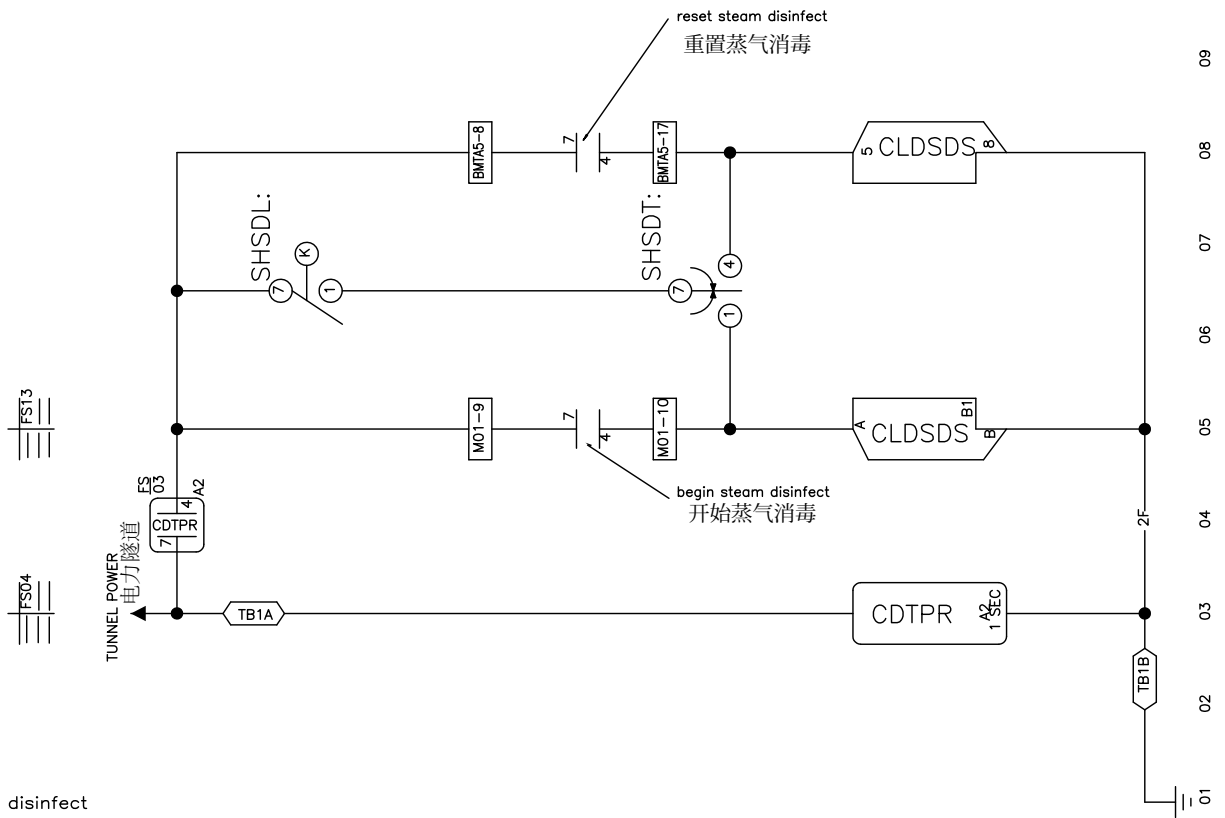 reset steam disinfect
重置蒸气消毒
09
BMTA5-8
7
4
BMTA5-17
5
CLDSDS
8
08
SHSDL:
K
7
1
SHSDT:
7
4
1
07
06
FS13
M01-9
7
4
M01-10
A
CLDSDS
B1
B
05
begin steam disinfect
开始蒸气消毒
FS
03
A2
4
CDTPR
7
2F
04
FS04
TUNNEL POWER
电力隧道
TB1A
CDTPR
A2
1 SEC
03
TB1B
02
disinfect
01